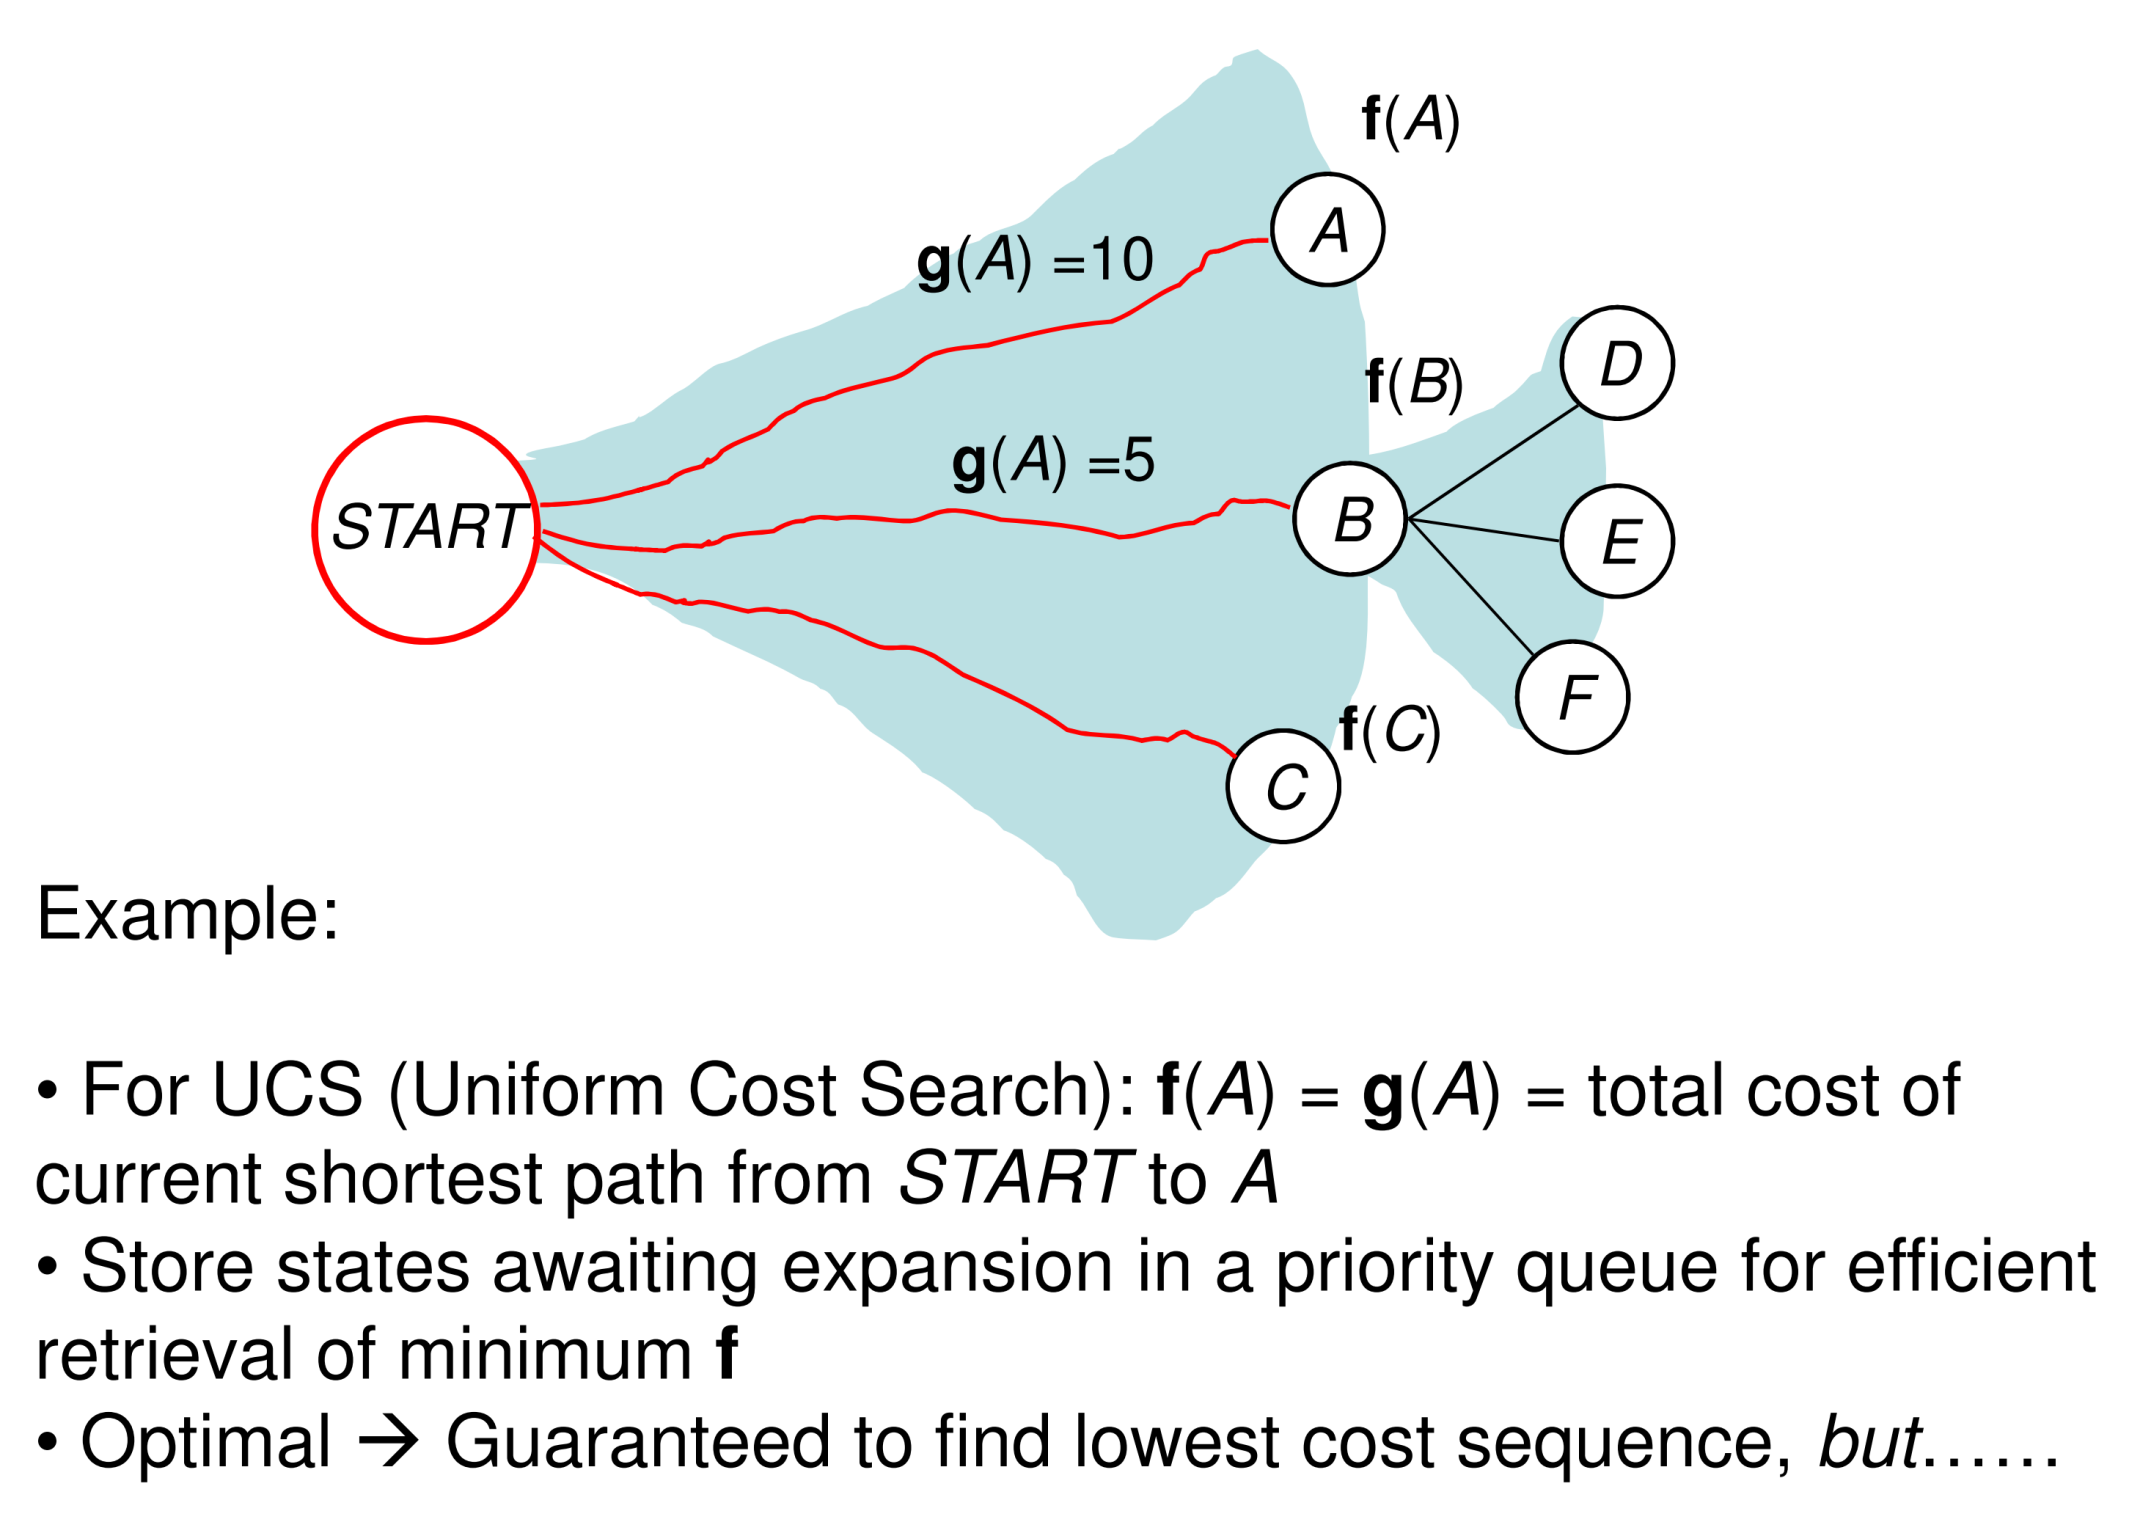 f(A)
A
g(A) =10
D
f(B)
g(A) =5
START
B
E
F
f(C)
C
Example:
• For UCS (Uniform Cost Search): f(A) = g(A) = total cost of
current shortest path from START to A
• Store states awaiting expansion in a priority queue for efficient
retrieval of minimum f
• Optimal → Guaranteed to find lowest cost sequence, but……